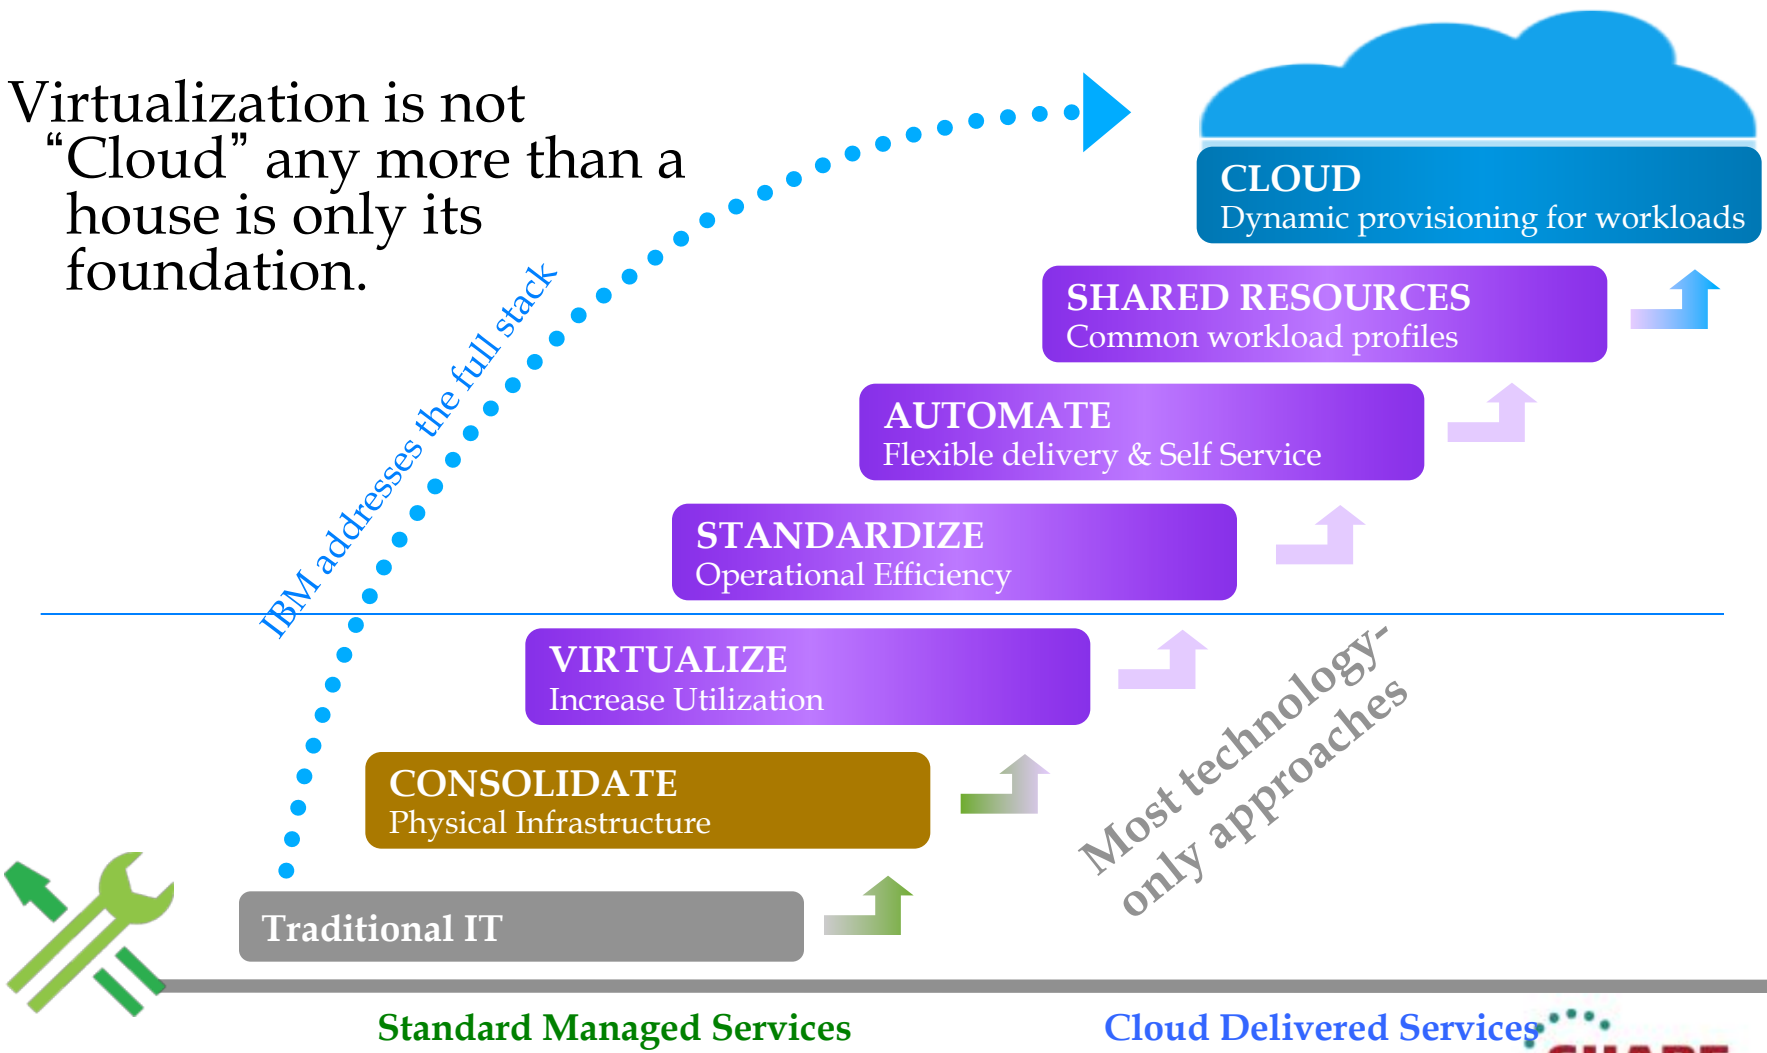 Virtualization is not
“Cloud” any more than a
house is only its
foundation.
IBM addresses the full stack
CLOUD
Dynamic provisioning for workloads
SHARED RESOURCES
Common workload profiles
AUTOMATE
Flexible delivery & Self Service
STANDARDIZE
Operational Efficiency
VIRTUALIZE
Increase Utilization
CONSOLIDATE
Physical Infrastructure
Traditional IT
Most technology-
only approaches
Standard Managed Services
Cloud Delivered Services